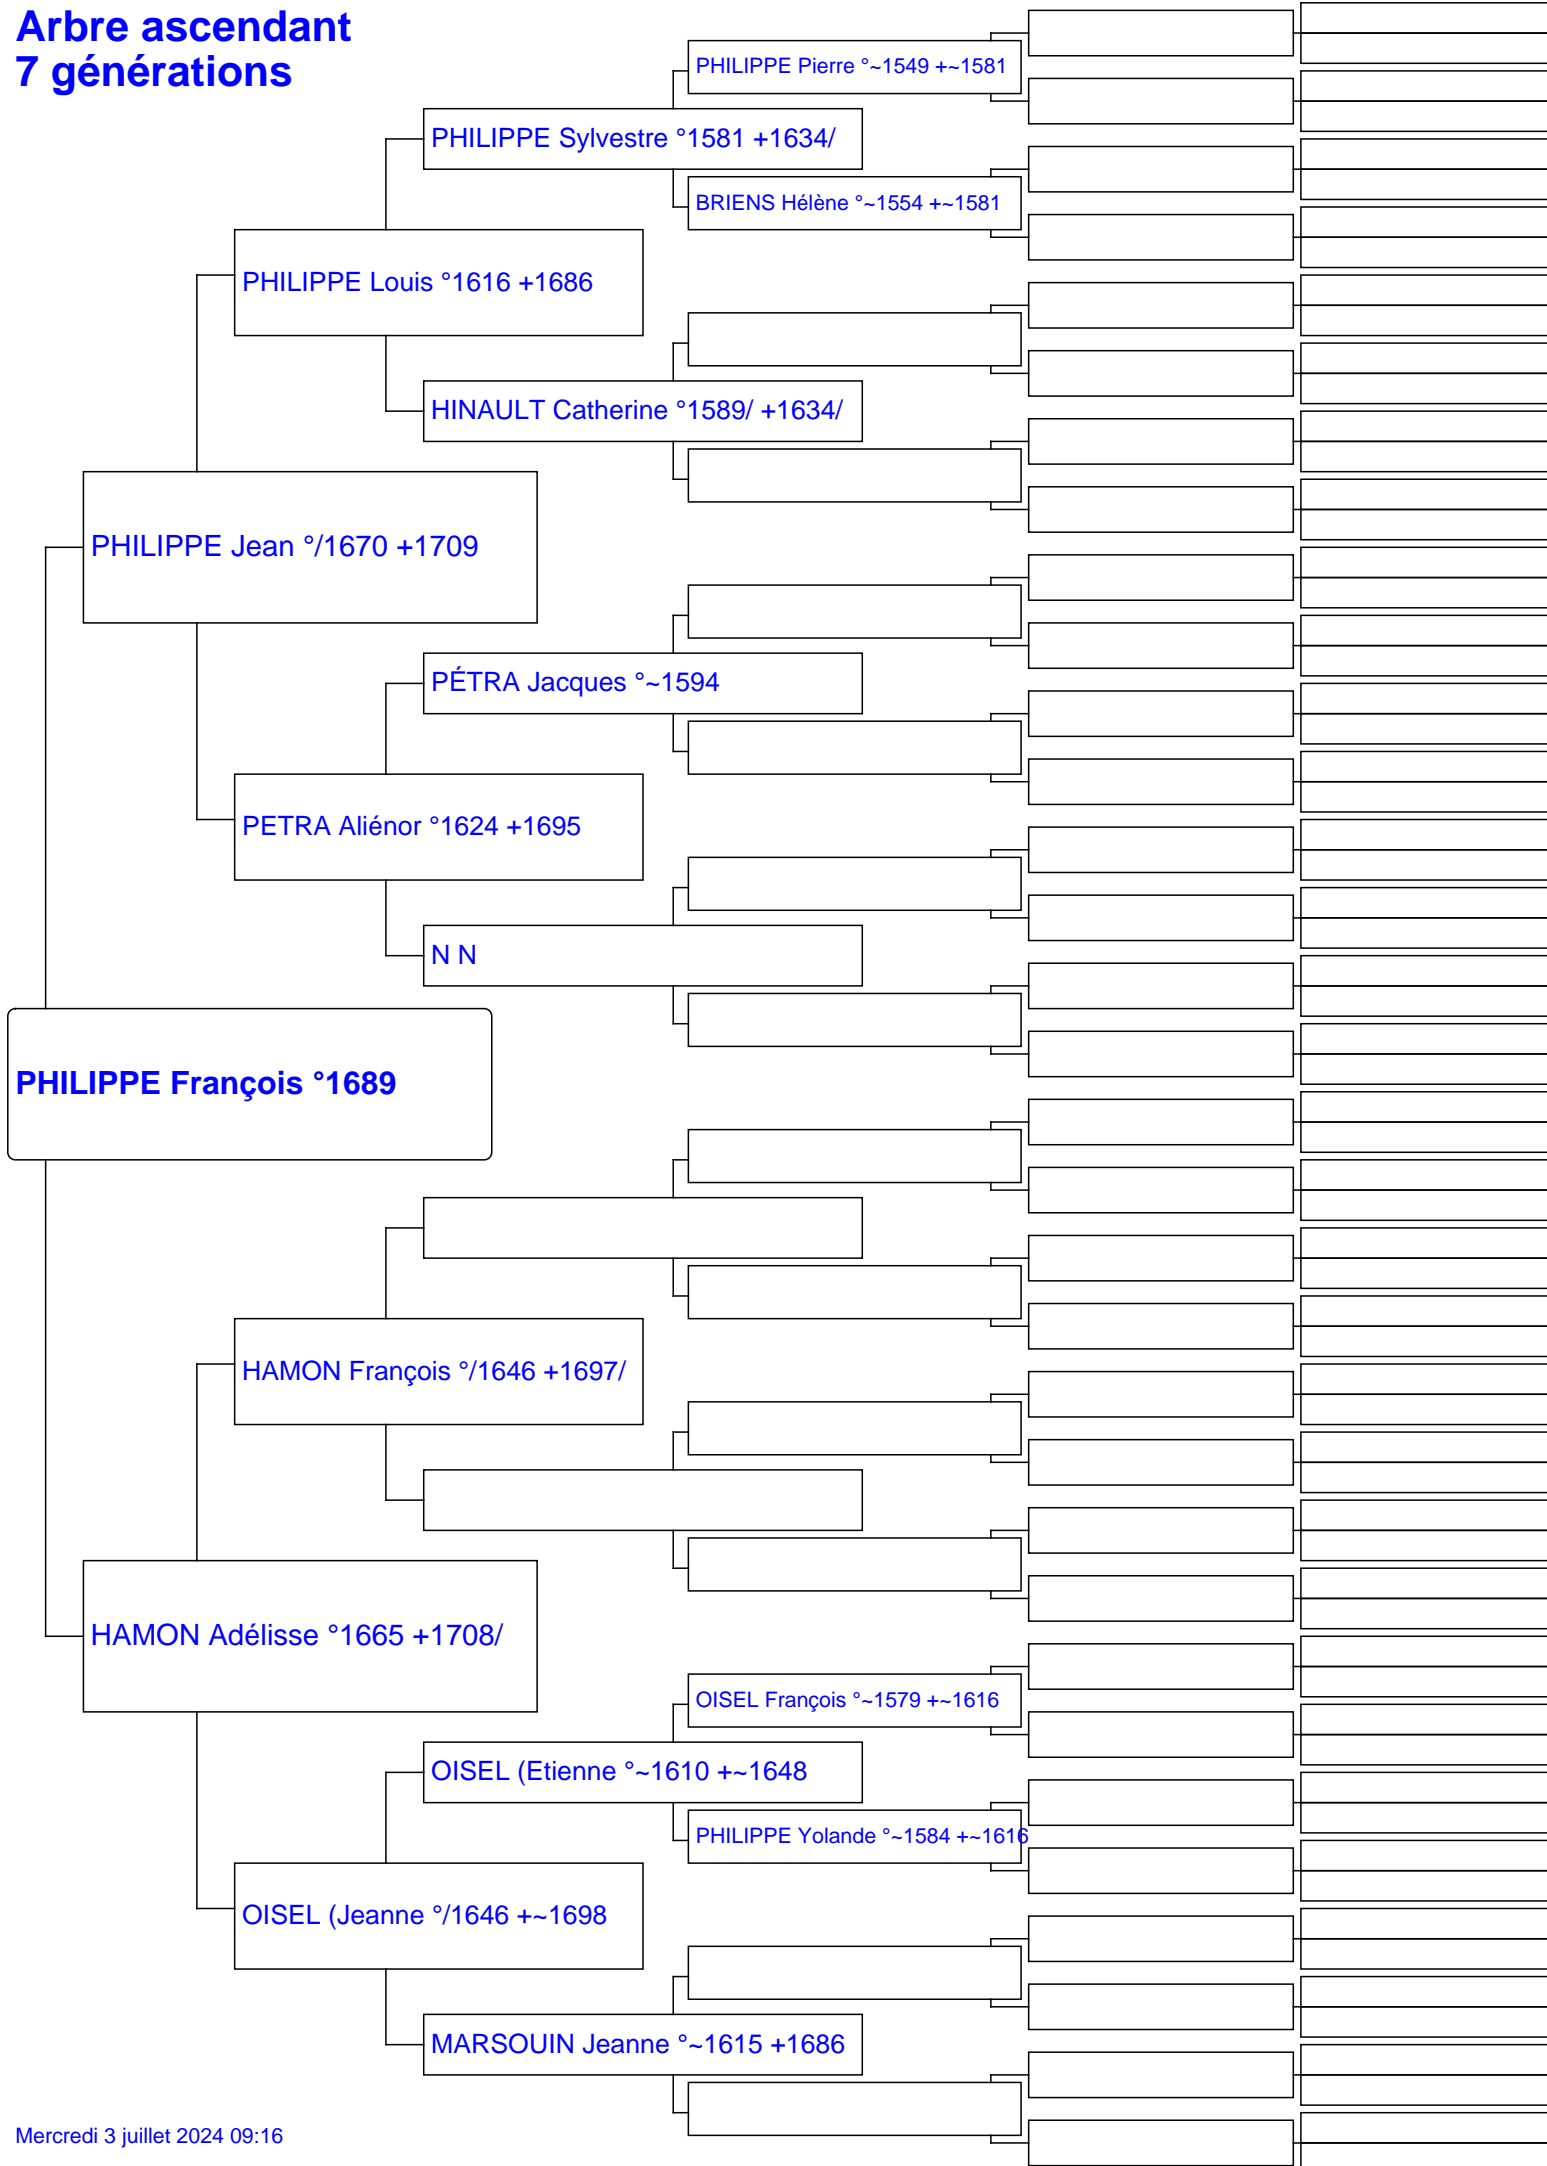 Arbre ascendant
7 générations
PHILIPPE Pierre °~1549 +~1581
PHILIPPE Sylvestre °1581 +1634/
BRIENS Hélène °~1554 +~1581
PHILIPPE Louis °1616 +1686
HINAULT Catherine °1589/ +1634/
PHILIPPE Jean °/1670 +1709
PÉTRA Jacques °~1594
PETRA Aliénor °1624 +1695
N N
PHILIPPE François °1689
HAMON François °/1646 +1697/
HAMON Adélisse °1665 +1708/
OISEL François °~1579 +~1616
OISEL (Etienne °~1610 +~1648
PHILIPPE Yolande °~1584 +~1616
OISEL (Jeanne °/1646 +~1698
MARSOUIN Jeanne °~1615 +1686
Mercredi 3 juillet 2024 09:16